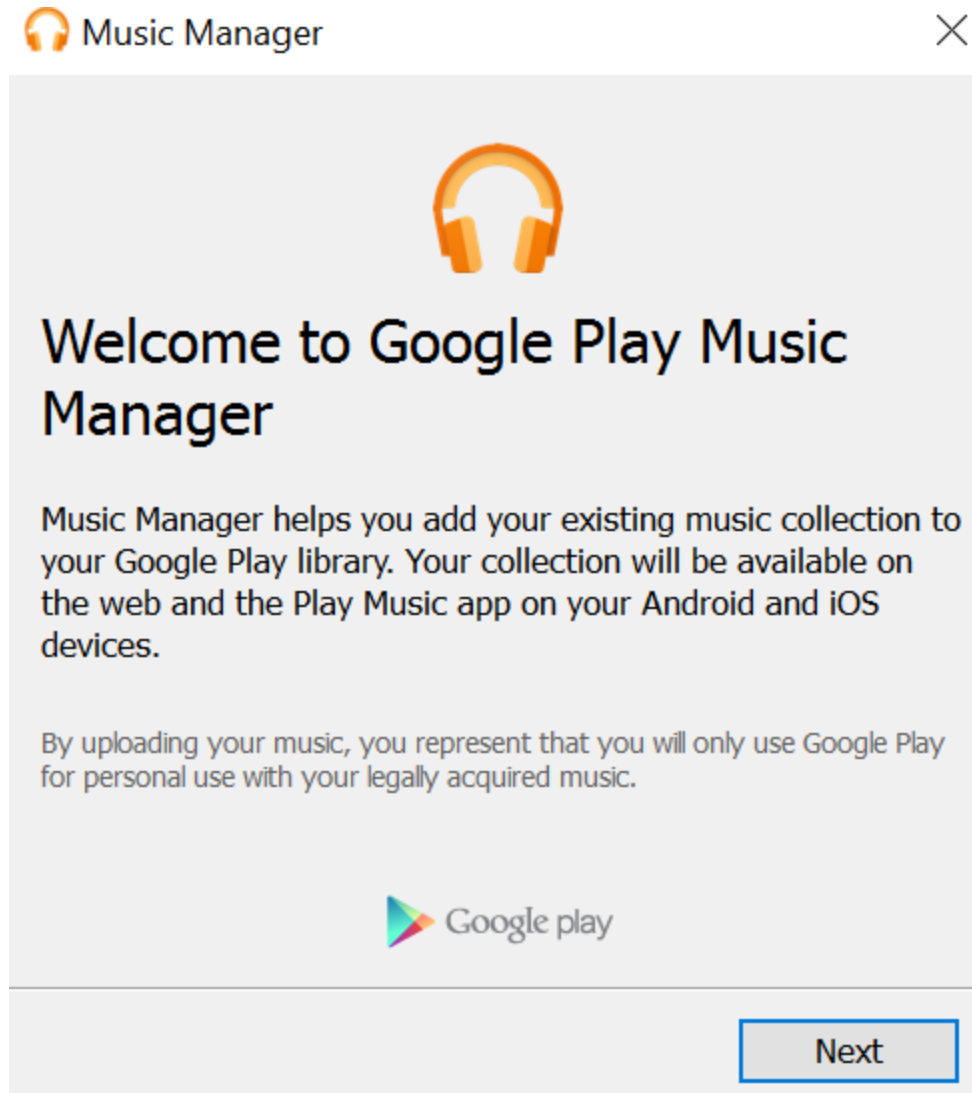 Music Manager
Welcome to Google Play Music
Manager
Music Manager helps you add your existing music collection to
your Google Play library. Your collection will be available on
the web and the Play Music app on your Android and iOS
devices.
By uploading your music, you represent that you will only use Google Play
for personal use with your legally acquired music.
Google play
Next